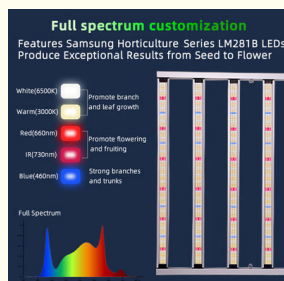 Full spectrum customization
Features Samsung Horticulture Series LM281B LEDs
Produce Exceptional Results from Seed to Flower
White(6500K)
Promote branch
and leaf growth
Warm(3000K)
Red(660nm)
Promote flowering
and fruiting
IR(730nm)
Blue(460nm)
Strong branches
and trunks
Full Spectrum